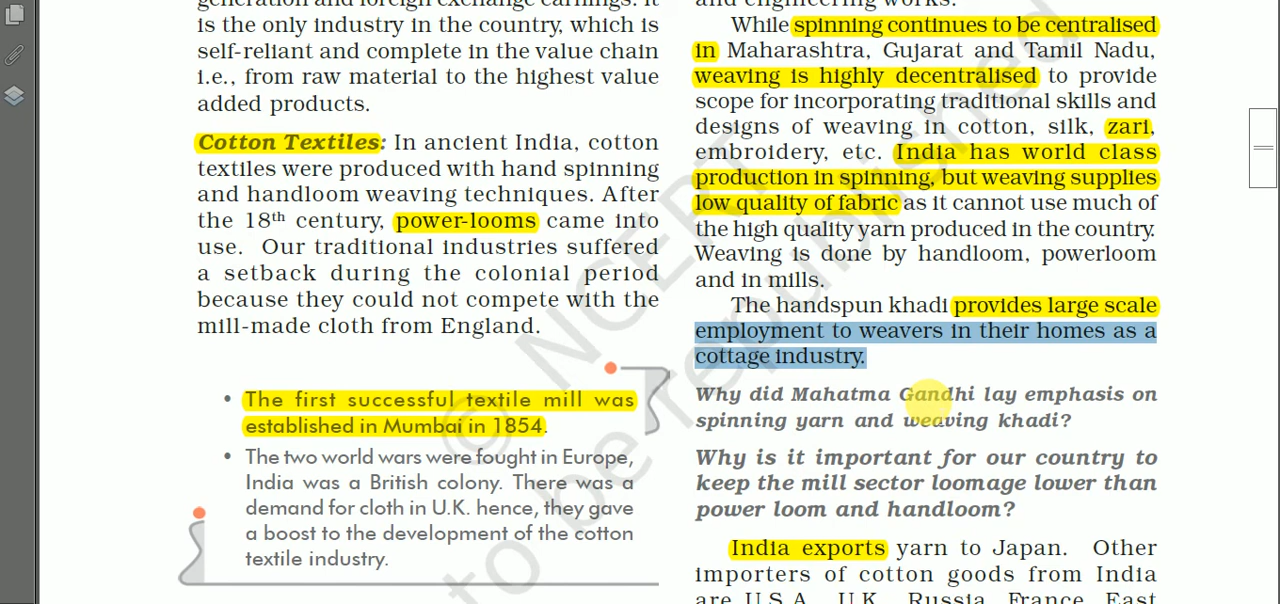 generation and foreign exchange earnings. It
is the only industry in the country, which is
self-reliant and complete in the value chain
i.e., from raw material to the highest value
added products.
Cotton Textiles: In ancient India, cotton
textiles were produced with hand spinning
and handloom weaving techniques. After
the 18th century, power-looms came into
use. Our traditional industries suffered
a setback during the colonial period
because they could not compete with the
mill-made cloth from England.
• The first successful textile mill was
established in Mumbai in 1854.
• The two world wars were fought in Europe,
India was a British colony. There was a
demand for cloth in U.K. hence, they gave
a boost to the development of the cotton
textile industry.
and engineering works.
While spinning continues to be centralised
in Maharashtra, Gujarat and Tamil Nadu,
weaving is highly decentralised to provide
scope for incorporating traditional skills and
designs of weaving in cotton, silk, zari,
embroidery, etc. India has world class
production in spinning, but weaving supplies
low quality of fabric as it cannot use much of
the high quality yarn produced in the country.
Weaving is done by handloom, powerloom
and in mills.
The handspun khadi provides large scale
employment to weavers in their homes as a
cottage industry.
Why did Mahatma Gandhi lay emphasis on
spinning yarn and weaving khadi?
Why is it important for our country to
keep the mill sector loomage lower than
power loom and handloom?
India exports yarn to Japan. Other
importers of cotton goods from India
are U.S.A., U.K., Russia, France, East
© NCERT
to be republished